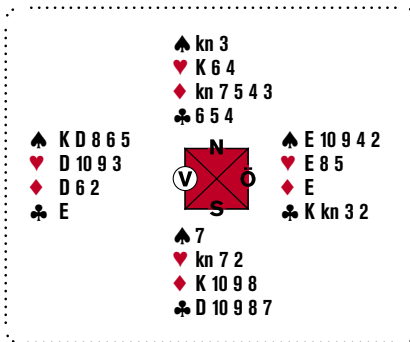 ♠ kn 3
♥ K 6 4
♦ kn 7 5 4 3
♣ 6 5 4
♠ K D 8 6 5
♥ D 10 9 3
♦ D 6 2
♣ E
N
V Ö
S
♠ E 10 9 4 2
♥ E 8 5
♦ E
♣ K kn 3 2
♠ 7
♥ kn 7 2
♦ K 10 9 8
♣ D 10 9 8 7